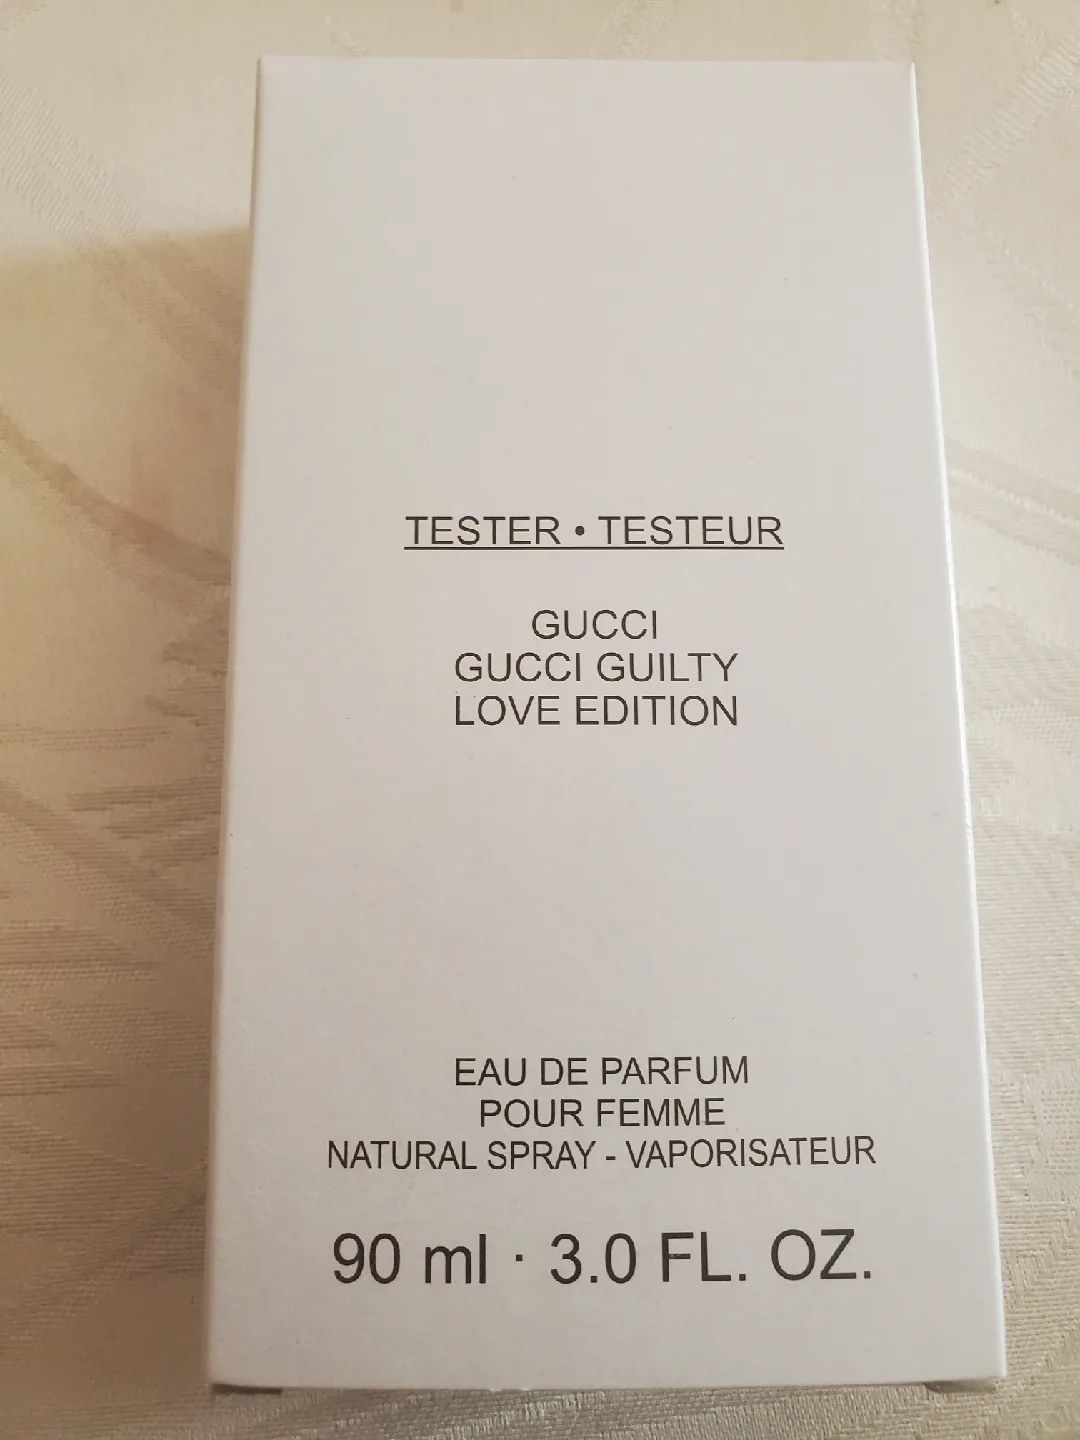 TESTER • TESTEUR
GUCCI
GUCCI GUILTY
LOVE EDITION
EAU DE PARFUM
POUR FEMME
NATURAL SPRAY - VAPORISATEUR
90 ml · 3.0 FL. OZ.